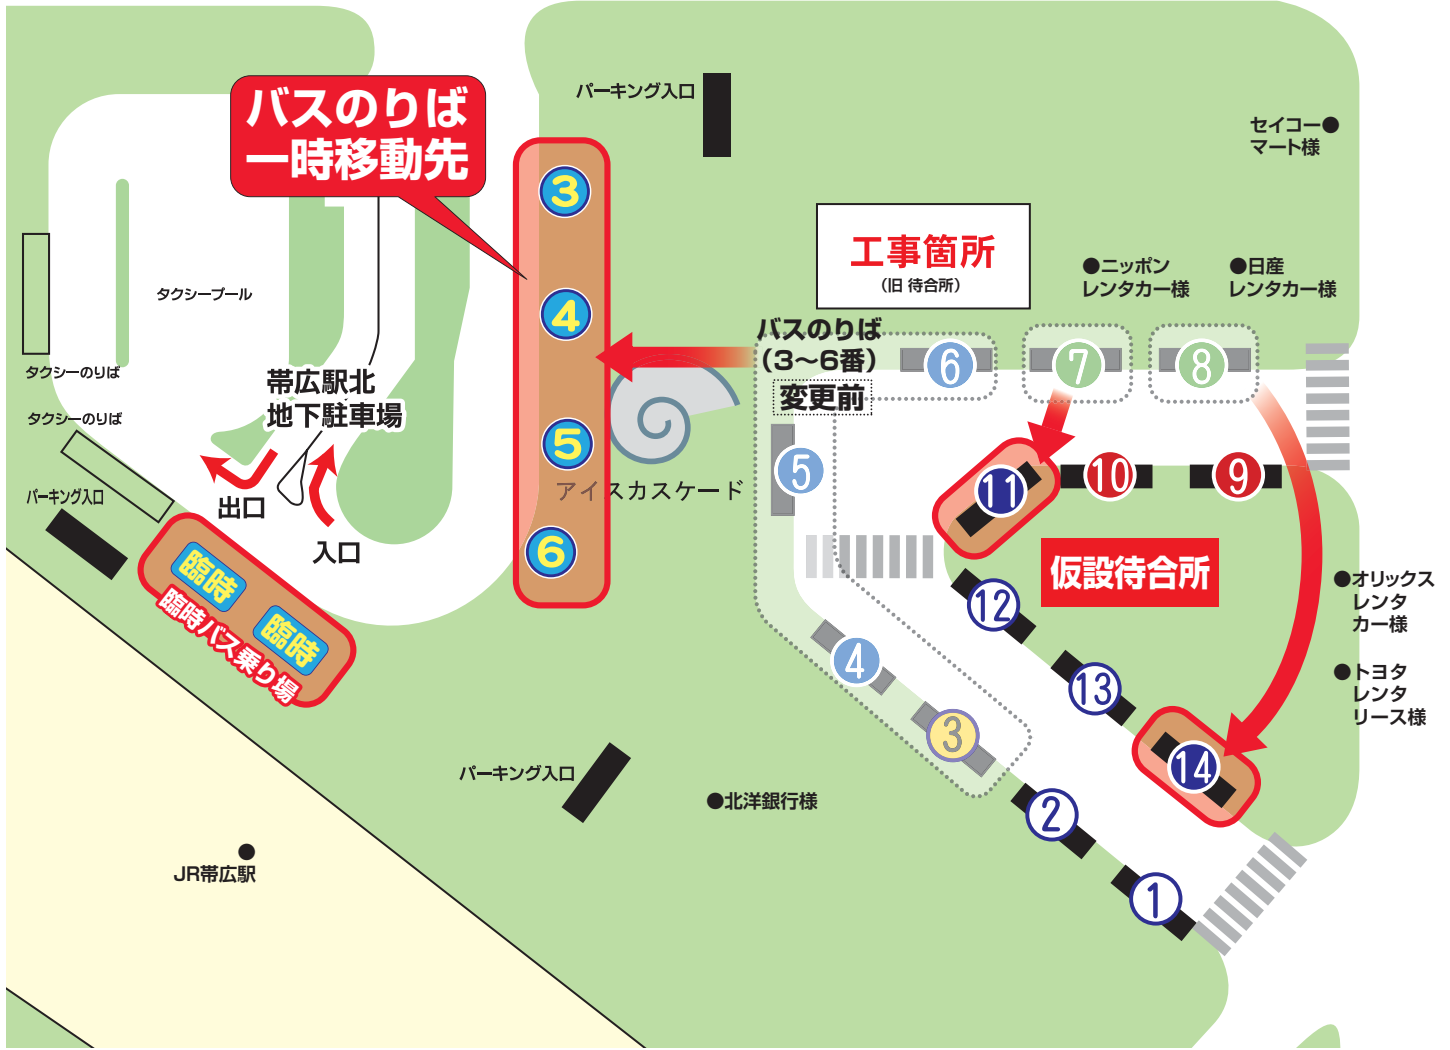 バスのりば
一時移動先
パーキング入口
セイコー
マート様
工事箇所
(旧 待合所)
ニッポン
レンタカー様
日産
レンタカー様
タクシープール
タクシーのりば
タクシーのりば
パーキング入口
帯広駅北
地下駐車場
出口
入口
3
4
5
6
アイスカスケード
バスのりば
(3〜6番)
変更前
6
7
8
5
4
3
11
10
9
仮設待合所
12
13
14
2
1
オリックス
レンタ
カー様
トヨタ
レンタ
リース様
臨時
臨時
臨時バス乗り場
パーキング入口
北洋銀行様
JR帯広駅